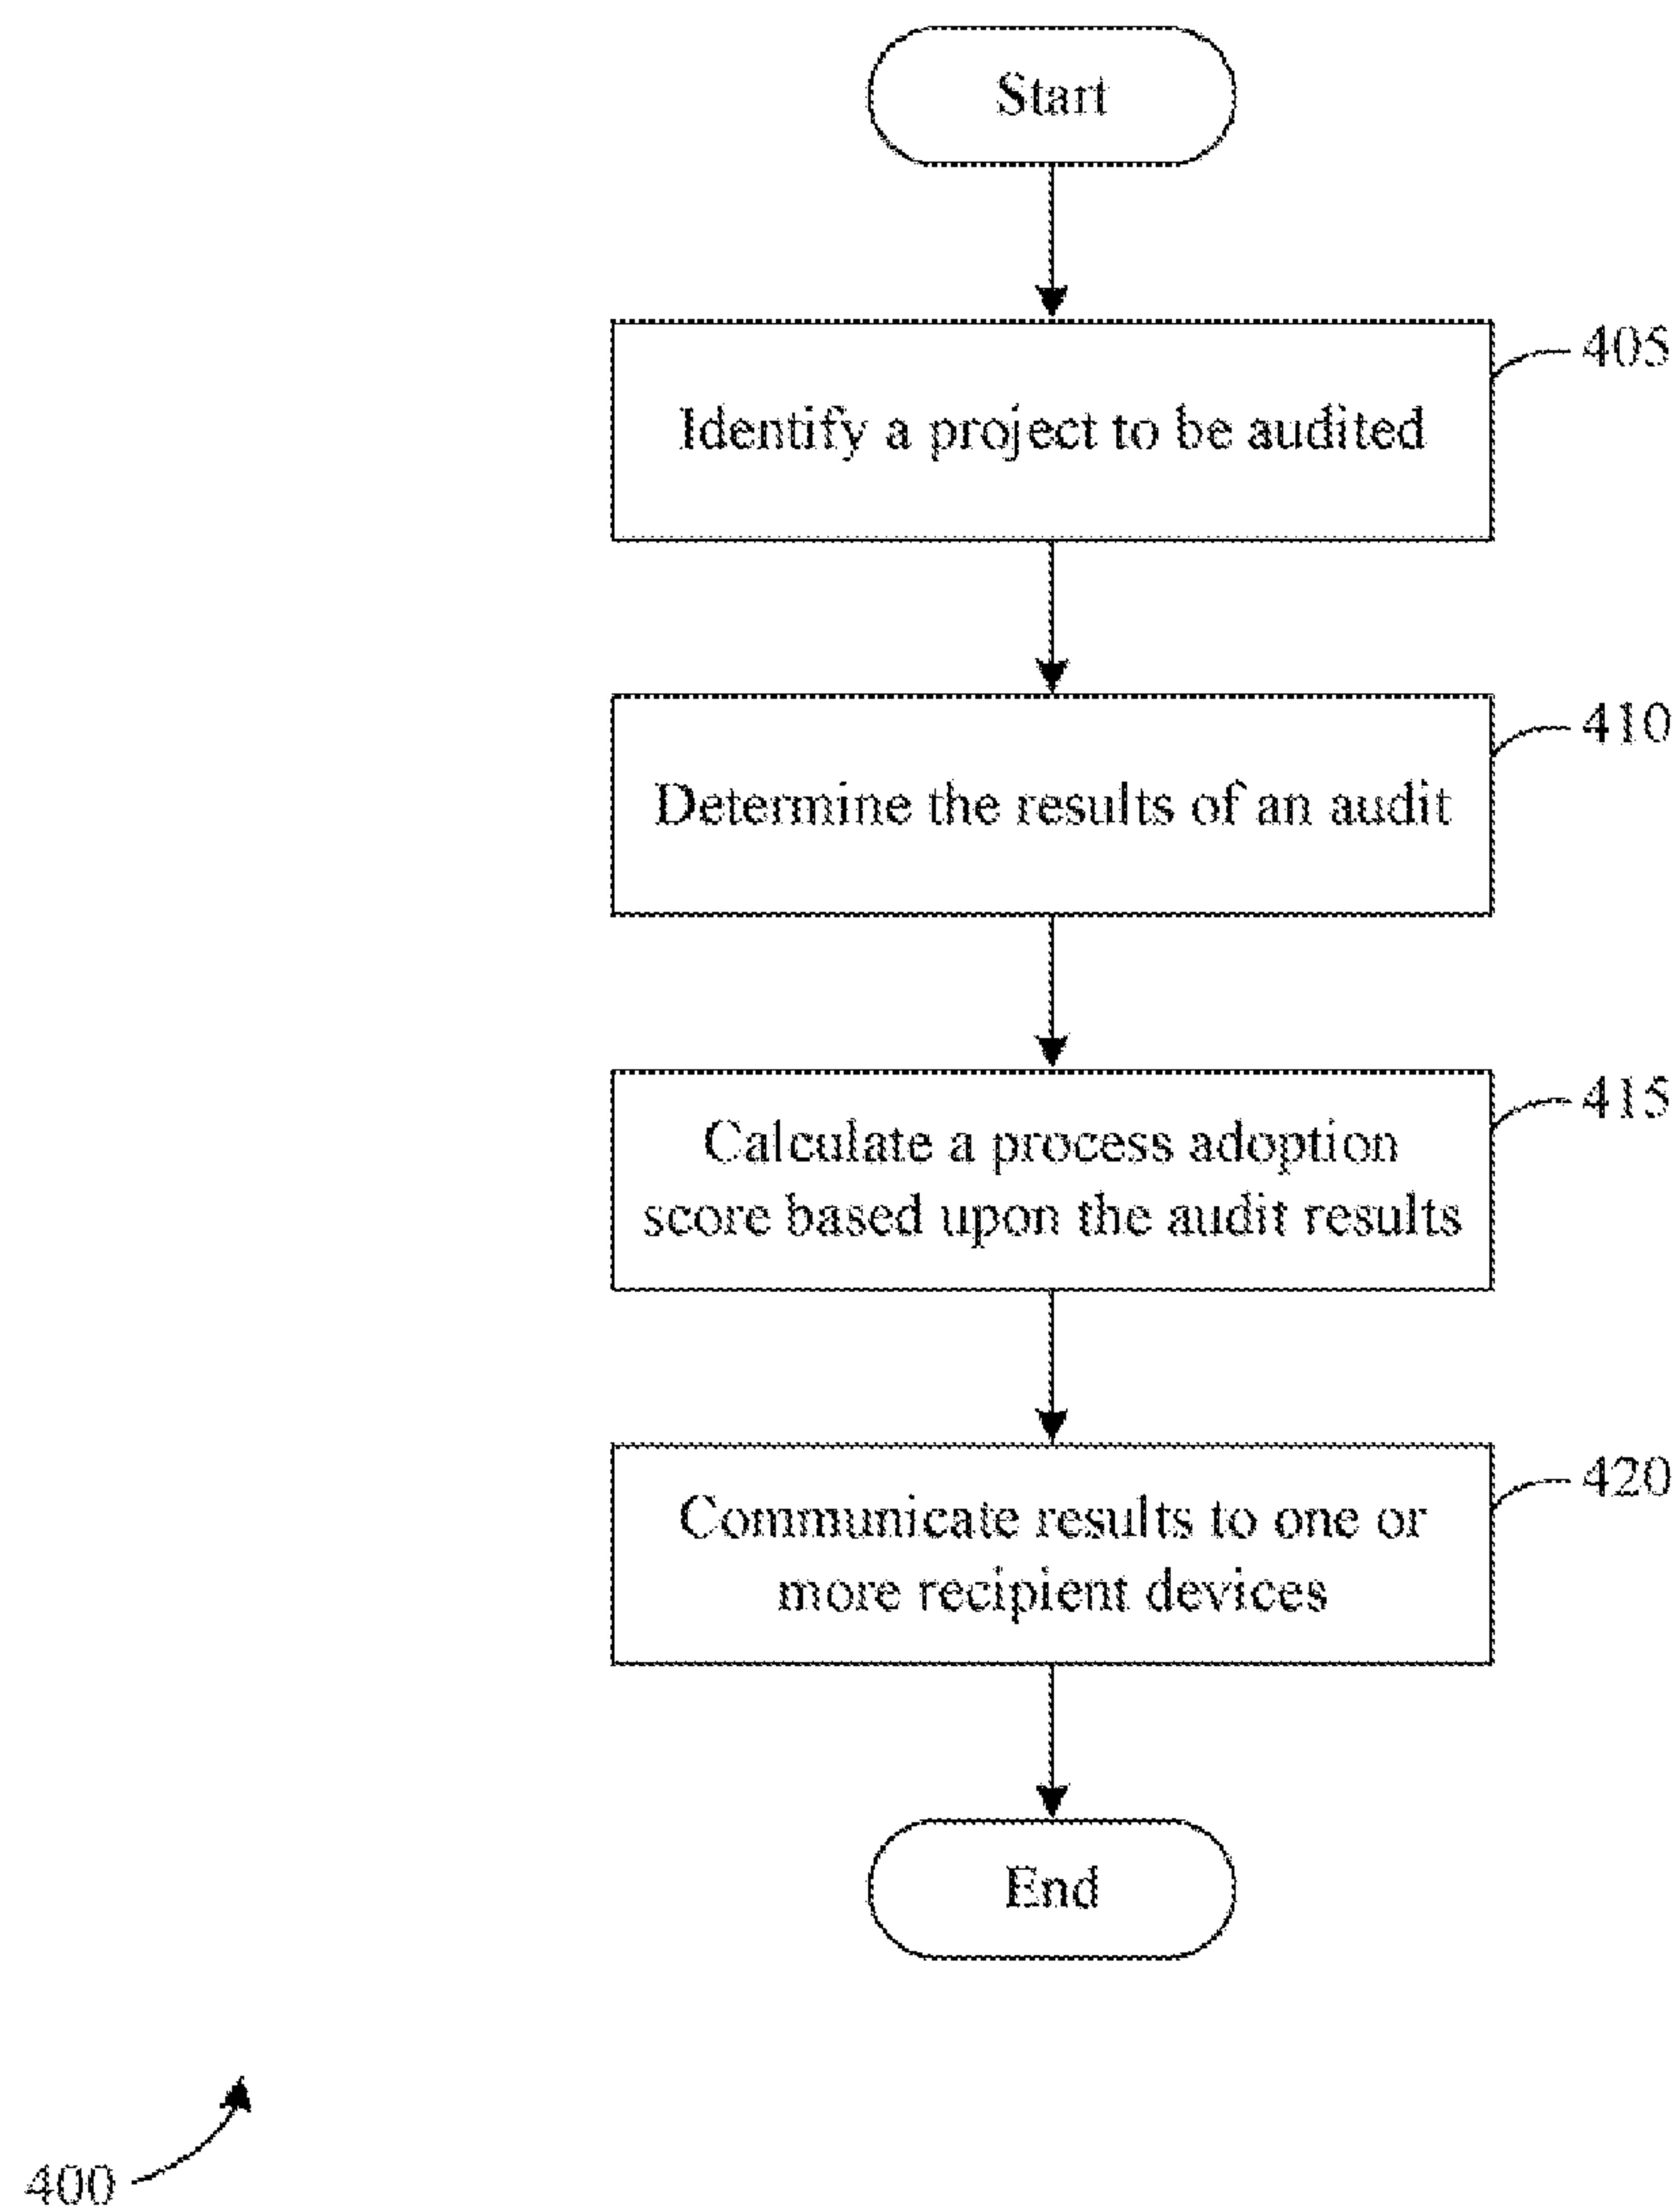 Start
405
Identify a project to be audited
410
Determine the results of an audit
415
Calculate a process adoption
score based upon the audit results
420
Communicate results to one or
more recipient devices
End
400